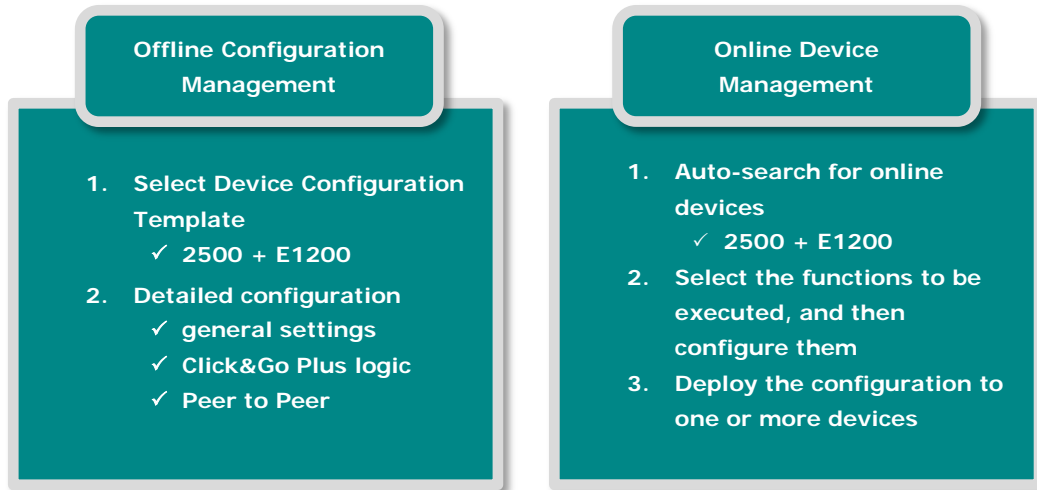 Offline Configuration
Management
1. Select Device Configuration
Template
✓ 2500 + E1200
2. Detailed configuration
✓ general settings
✓ Click&Go Plus logic
✓ Peer to Peer
Online Device
Management
1. Auto-search for online
devices
✓ 2500 + E1200
2. Select the functions to be
executed, and then
configure them
3. Deploy the configuration to
one or more devices